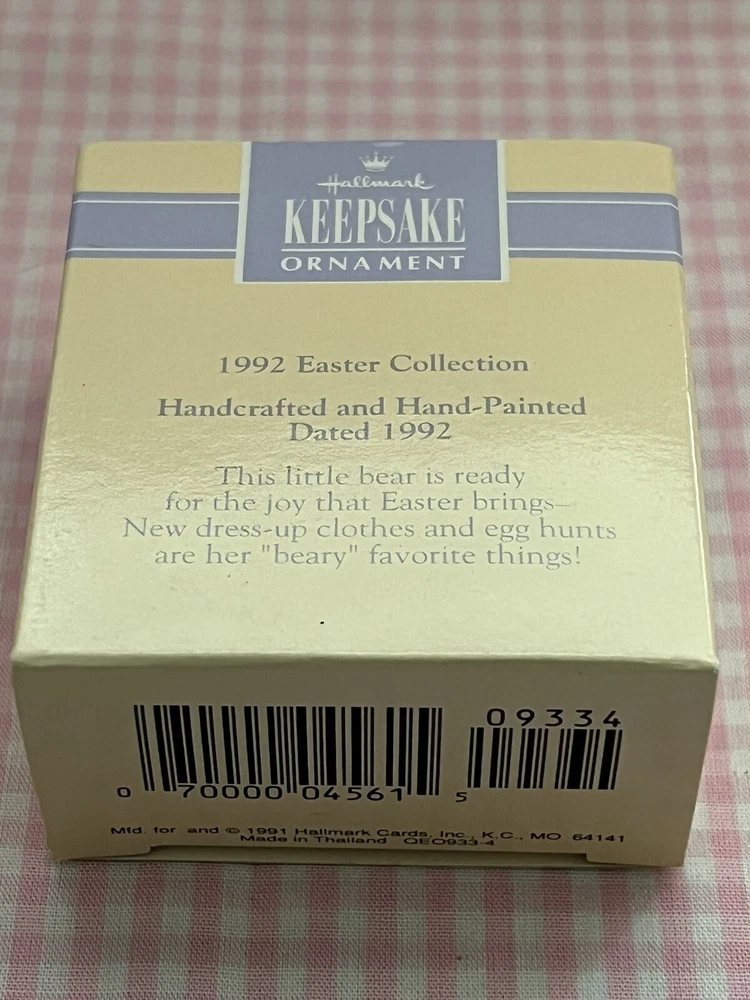 Hallmark
KEEPSAKE
ORNAMENT
1992 Easter Collection
Handcrafted and Hand-Painted
Dated 1992
This little bear is ready
for the joy that Easter brings–
New dress-up clothes and egg hunts
are her "beary" favorite things!
09334
0 70000 04561 5
Mfd. for and © 1991 Hallmark Cards, Inc., K.C., MO 64141
Made in Thailand QEO933-4